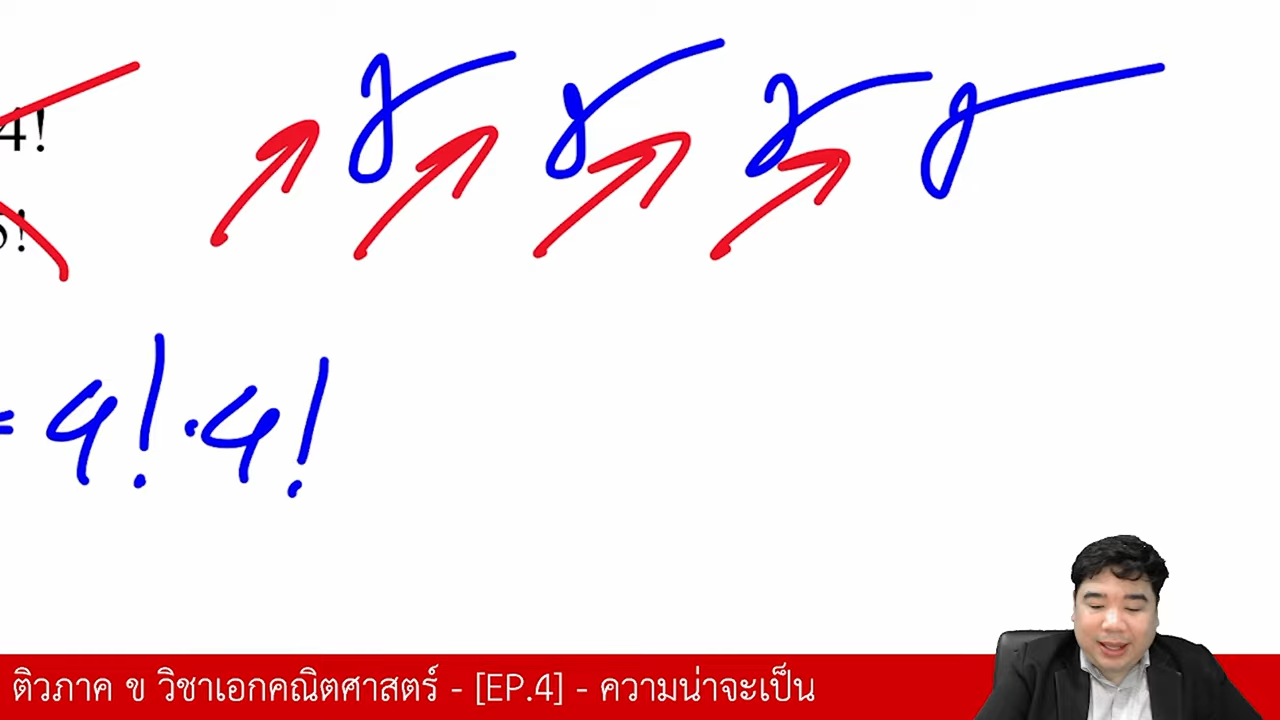 4!
!
= 4! · 4!
ติวภาค ข วิชาเอกคณิตศาสตร์ - [EP.4] - ความน่าจะเป็น